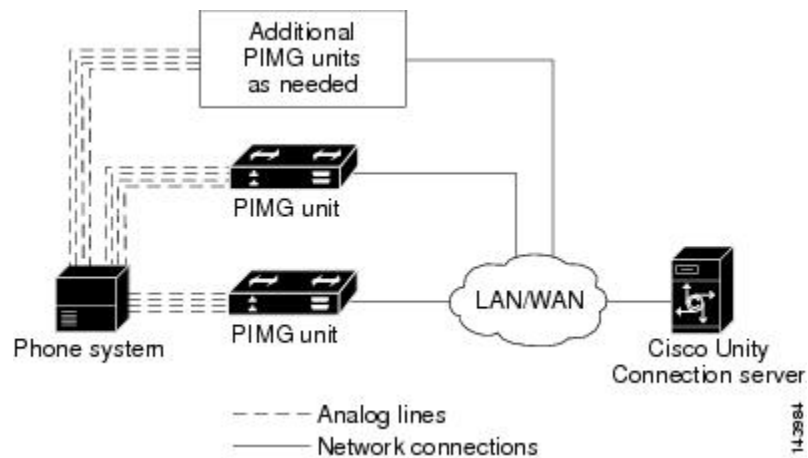 Additional
PIMG units
as needed
PIMG unit
PIMG unit
Phone system
LAN/WAN
Cisco Unity
Connection server
Analog lines
Network connections
143984